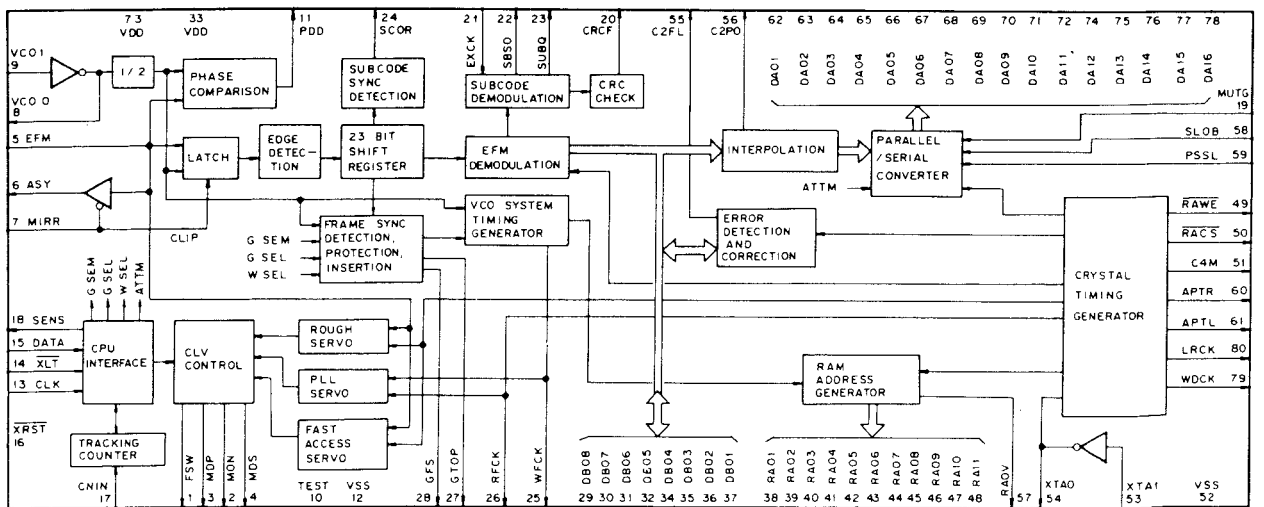 73 33 11 24 21 22 23 20 55 56 62 63 64 65 66 67 68 69 70 71 72 74 75 76 77 78
VDD VDD PDD SCOR EXCK SBSO SUBQ CRCF C2FL C2PO
DA01 DA02 DA03 DA04 DA05 DA06 DA07 DA08 DA09 DA10 DA11 DA12 DA13 DA14 DA15 DA16
VCO1
9
1/2
PHASE
COMPARISON
SUBCODE
SYNC
DETECTION
SUBCODE
DEMODULATION
CRC
CHECK
VCO0
8
MUTG
19
5 EFM
LATCH
EDGE
DETEC-
TION
23 BIT
SHIFT
REGISTER
EFM
DEMODULATION
INTERPOLATION
PARALLEL
/SERIAL
CONVERTER
SLOB 58
PSSL 59
6 ASY
ATTM
7 MIRR
CLIP
G SEM
G SEL
W SEL
FRAME SYNC
DETECTION,
PROTECTION,
INSERTION
VCO SYSTEM
TIMING
GENERATOR
ERROR
DETECTION
AND
CORRECTION
CRYSTAL
TIMING
GENERATOR
RAWE 49
RACS 50
C4M 51
APTR 60
APTL 61
LRCK 80
WDCK 79
G SEM G SEL W SEL ATTM
18 SENS
15 DATA
14 XLT
13 CLK
CPU
INTERFACE
CLV
CONTROL
ROUGH
SERVO
PLL
SERVO
FAST
ACCESS
SERVO
RAM
ADDRESS
GENERATOR
XRST
16
TRACKING
COUNTER
CNIN
17
FSW MDP MON MDS
1 3 2 4
TEST
10
VSS
12
GFS GTOP RFCK WFCK
28 27 26 25
DB08 DB07 DB06 DE05 DB04 DB03 DB02 DB01
29 30 31 32 34 35 36 37
RA01 RA02 RA03 RA04 RA05 RA06 RA07 RA08 RA09 RA10 RA11
38 39 40 41 42 43 44 45 46 47 48
RAOV
57
XTA0
54
XTA1
53
VSS
52